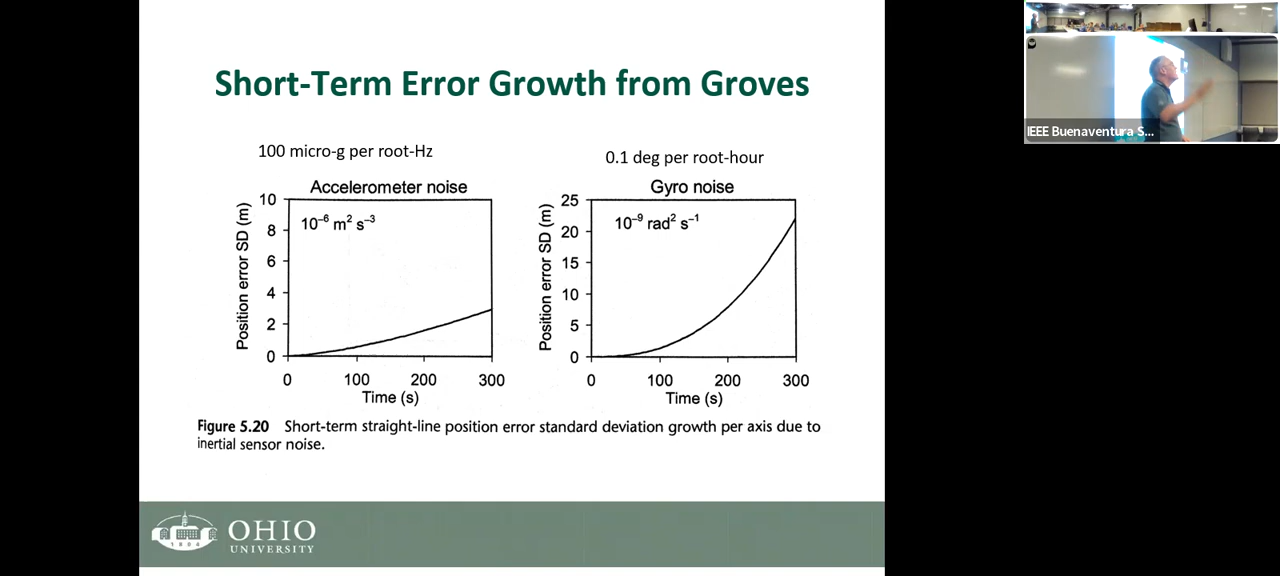 Short-Term Error Growth from Groves
100 micro-g per root-Hz
0.1 deg per root-hour
Accelerometer noise
10⁻⁶ m² s⁻³
Position error SD (m)
10
8
6
4
2
0
0 100 200 300
Time (s)
Gyro noise
10⁻⁹ rad² s⁻¹
Position error SD (m)
25
20
15
10
5
0
0 100 200 300
Time (s)
Figure 5.20 Short-term straight-line position error standard deviation growth per axis due to
inertial sensor noise.
OHIO
UNIVERSITY
IEEE Buenaventura S...